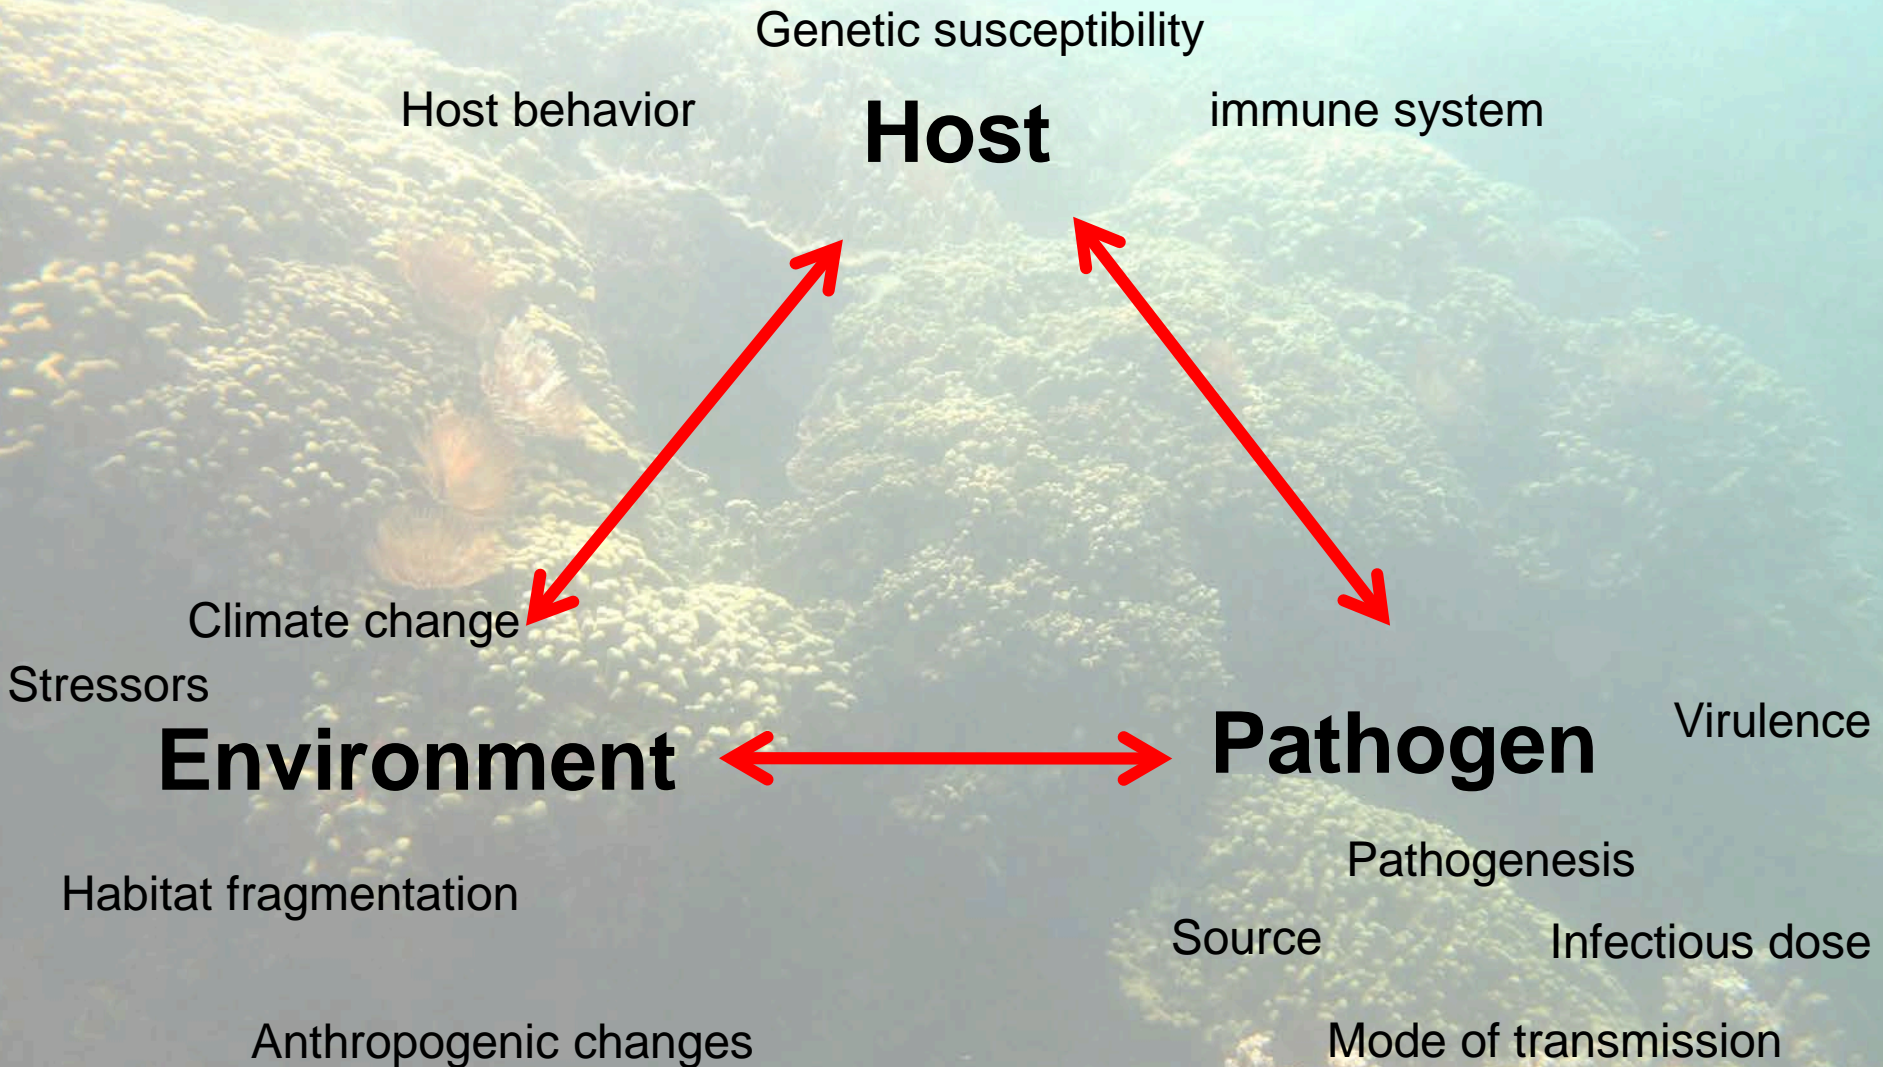 Genetic susceptibility
Host behavior
Host
immune system
Climate change
Stressors
Environment
Pathogen
Virulence
Habitat fragmentation
Pathogenesis
Source
Infectious dose
Anthropogenic changes
Mode of transmission